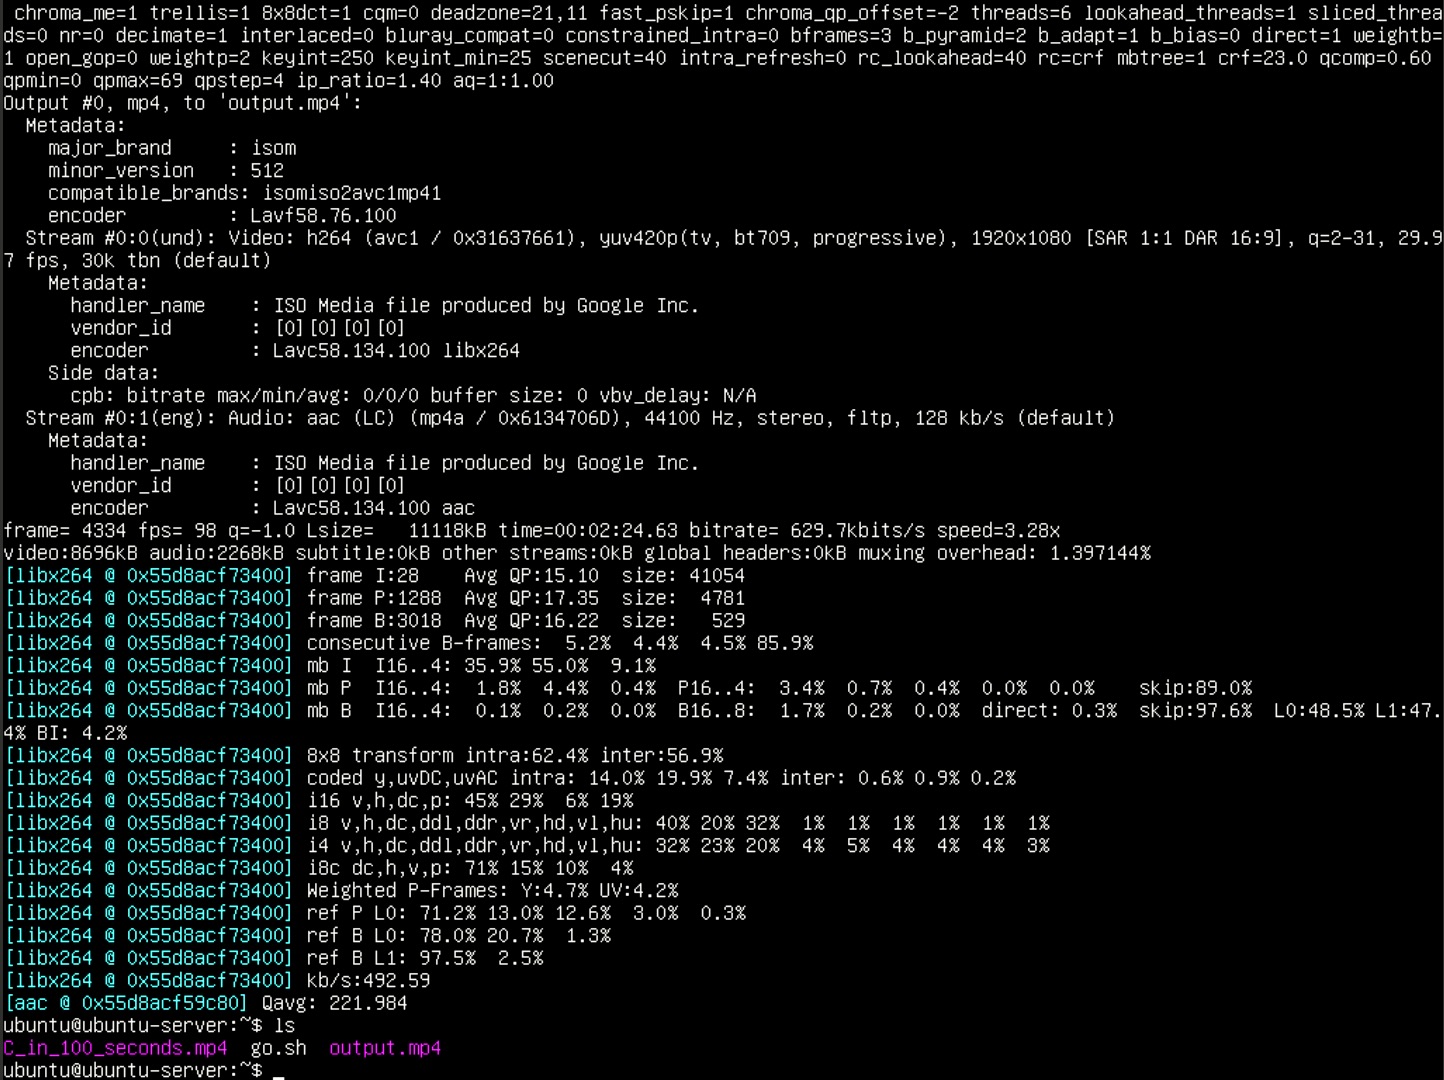 chroma_me=1 trellis=1 8x8dct=1 cqm=0 deadzone=21,11 fast_pskip=1 chroma_qp_offset=-2 threads=6 lookahead_threads=1 sliced_threa
ds=0 nr=0 decimate=1 interlaced=0 bluray_compat=0 constrained_intra=0 bframes=3 b_pyramid=2 b_adapt=1 b_bias=0 direct=1 weightb=
1 open_gop=0 weightp=2 keyint=250 keyint_min=25 scenecut=40 intra_refresh=0 rc_lookahead=40 rc=crf mbtree=1 crf=23.0 qcomp=0.60
qpmin=0 qpmax=69 qpstep=4 ip_ratio=1.40 aq=1:1.00
Output #0, mp4, to 'output.mp4':
  Metadata:
    major_brand     : isom
    minor_version   : 512
    compatible_brands: isomiso2avc1mp41
    encoder         : Lavf58.76.100
  Stream #0:0(und): Video: h264 (avc1 / 0x31637661), yuv420p(tv, bt709, progressive), 1920x1080 [SAR 1:1 DAR 16:9], q=2-31, 29.9
7 fps, 30k tbn (default)
    Metadata:
      handler_name    : ISO Media file produced by Google Inc.
      vendor_id       : [0][0][0][0]
      encoder         : Lavc58.134.100 libx264
    Side data:
      cpb: bitrate max/min/avg: 0/0/0 buffer size: 0 vbv_delay: N/A
  Stream #0:1(eng): Audio: aac (LC) (mp4a / 0x6134706D), 44100 Hz, stereo, fltp, 128 kb/s (default)
    Metadata:
      handler_name    : ISO Media file produced by Google Inc.
      vendor_id       : [0][0][0][0]
      encoder         : Lavc58.134.100 aac
frame= 4334 fps= 98 q=-1.0 Lsize=   11118kB time=00:02:24.63 bitrate= 629.7kbits/s speed=3.28x
video:8696kB audio:2268kB subtitle:0kB other streams:0kB global headers:0kB muxing overhead: 1.397144%
[libx264 @ 0x55d8acf73400] frame I:28    Avg QP:15.10  size: 41054
[libx264 @ 0x55d8acf73400] frame P:1288  Avg QP:17.35  size:  4781
[libx264 @ 0x55d8acf73400] frame B:3018  Avg QP:16.22  size:   529
[libx264 @ 0x55d8acf73400] consecutive B-frames:  5.2%  4.4%  4.5% 85.9%
[libx264 @ 0x55d8acf73400] mb I  I16..4: 35.9% 55.0%  9.1%
[libx264 @ 0x55d8acf73400] mb P  I16..4:  1.8%  4.4%  0.4%  P16..4:  3.4%  0.7%  0.4%  0.0%  0.0%    skip:89.0%
[libx264 @ 0x55d8acf73400] mb B  I16..4:  0.1%  0.2%  0.0%  B16..8:  1.7%  0.2%  0.0%  direct: 0.3%  skip:97.6%  L0:48.5% L1:47.
4% BI: 4.2%
[libx264 @ 0x55d8acf73400] 8x8 transform intra:62.4% inter:56.9%
[libx264 @ 0x55d8acf73400] coded y,uvDC,uvAC intra: 14.0% 19.9% 7.4% inter: 0.6% 0.9% 0.2%
[libx264 @ 0x55d8acf73400] i16 v,h,dc,p: 45% 29%  6% 19%
[libx264 @ 0x55d8acf73400] i8 v,h,dc,ddl,ddr,vr,hd,vl,hu: 40% 20% 32%  1%  1%  1%  1%  1%  1%
[libx264 @ 0x55d8acf73400] i4 v,h,dc,ddl,ddr,vr,hd,vl,hu: 32% 23% 20%  4%  5%  4%  4%  4%  3%
[libx264 @ 0x55d8acf73400] i8c dc,h,v,p: 71% 15% 10%  4%
[libx264 @ 0x55d8acf73400] Weighted P-Frames: Y:4.7% UV:4.2%
[libx264 @ 0x55d8acf73400] ref P L0: 71.2% 13.0% 12.6%  3.0%  0.3%
[libx264 @ 0x55d8acf73400] ref B L0: 78.0% 20.7%  1.3%
[libx264 @ 0x55d8acf73400] ref B L1: 97.5%  2.5%
[libx264 @ 0x55d8acf73400] kb/s:492.59
[aac @ 0x55d8acf59c80] Qavg: 221.984
ubuntu@ubuntu-server:~$ ls
C_in_100_seconds.mp4  go.sh  output.mp4
ubuntu@ubuntu-server:~$ _